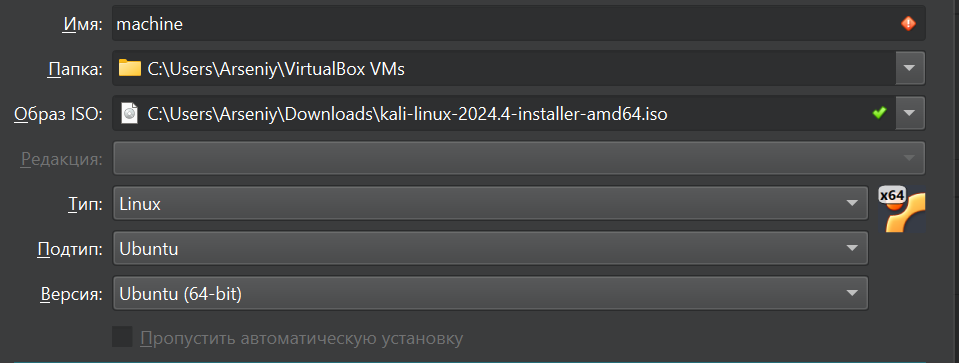 Имя: machine
Папка: C:\Users\Arseniy\VirtualBox VMs
Образ ISO: C:\Users\Arseniy\Downloads\kali-linux-2024.4-installer-amd64.iso
Редакция:
Тип: Linux x64
Подтип: Ubuntu
Версия: Ubuntu (64-bit)
Пропустить автоматическую установку